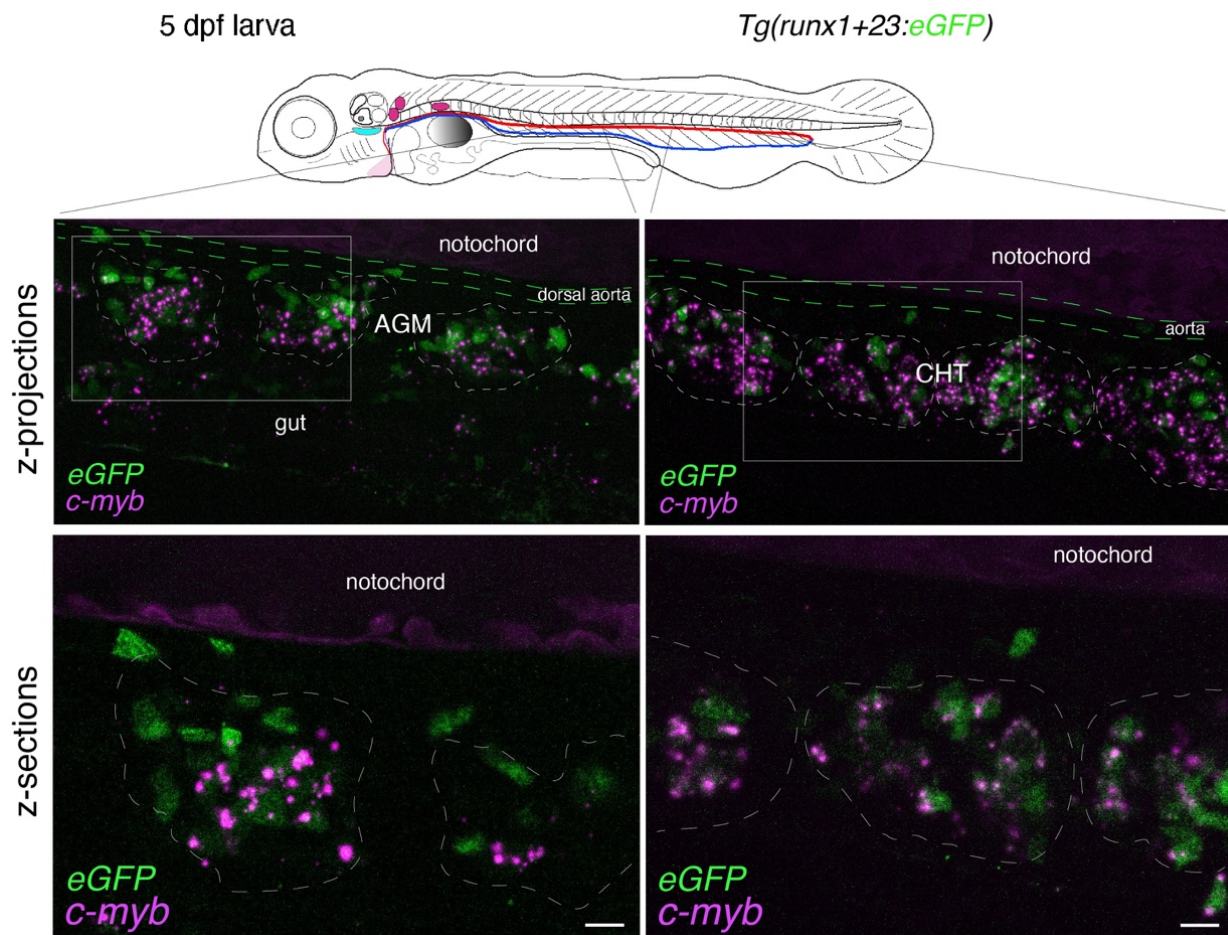 5 dpf larva
Tg(runx1+23:eGFP)
z-projections
notochord
dorsal aorta
AGM
gut
eGFP
c-myb
notochord
aorta
CHT
eGFP
c-myb
z-sections
notochord
eGFP
c-myb
notochord
eGFP
c-myb